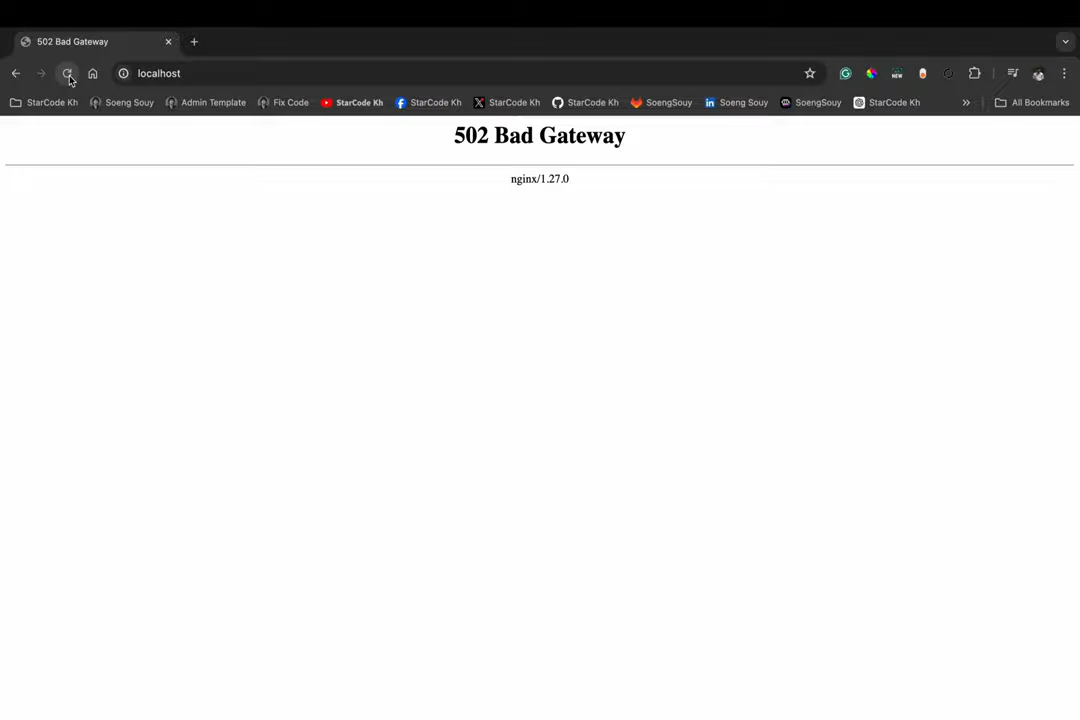 502 Bad Gateway
localhost
NEW
StarCode Kh Soeng Souy Admin Template Fix Code StarCode Kh StarCode Kh StarCode Kh StarCode Kh SoengSouy Soeng Souy SoengSouy StarCode Kh » All Bookmarks
502 Bad Gateway
nginx/1.27.0